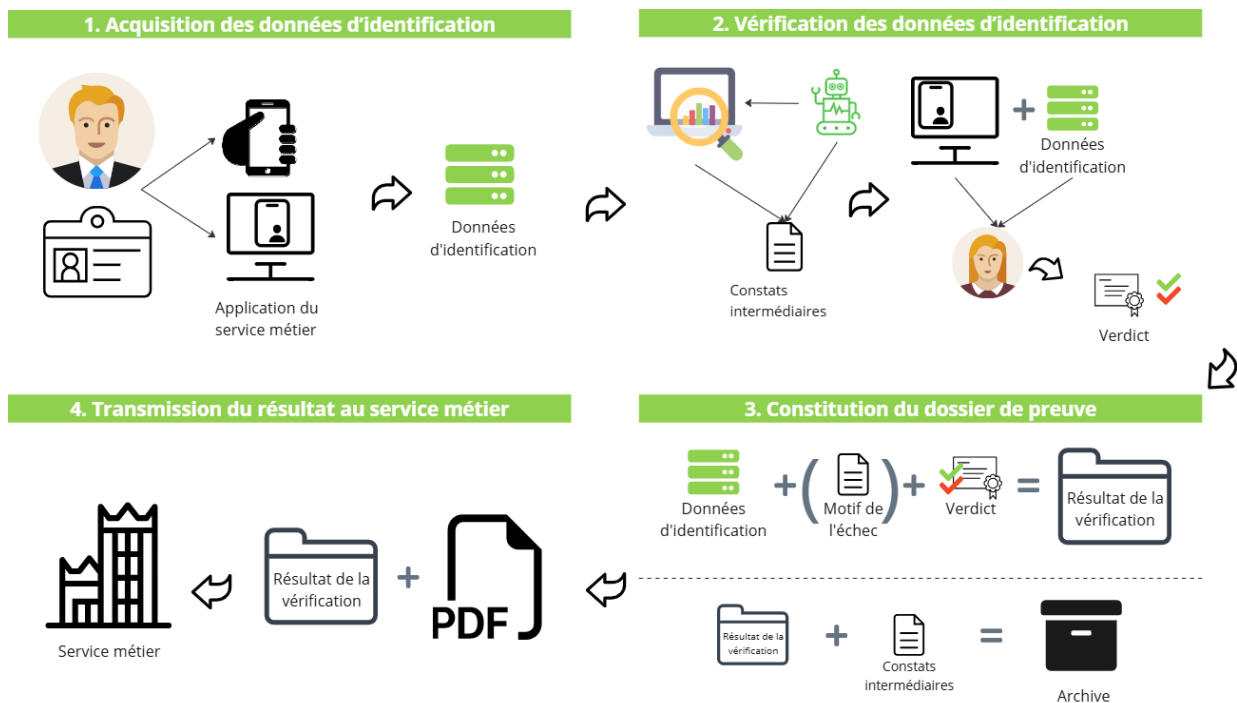 1. Acquisition des données d'identification
Application du
service métier
Données
d'identification
2. Vérification des données d'identification
Données
d'identification
Constats
intermédiaires
Verdict
3. Constitution du dossier de preuve
Données
d'identification
Motif de
l'échec
Verdict
Résultat de la
vérification
Résultat de la
vérification
Constats
intermédiaires
Archive
4. Transmission du résultat au service métier
Service métier
Résultat de la
vérification
PDF